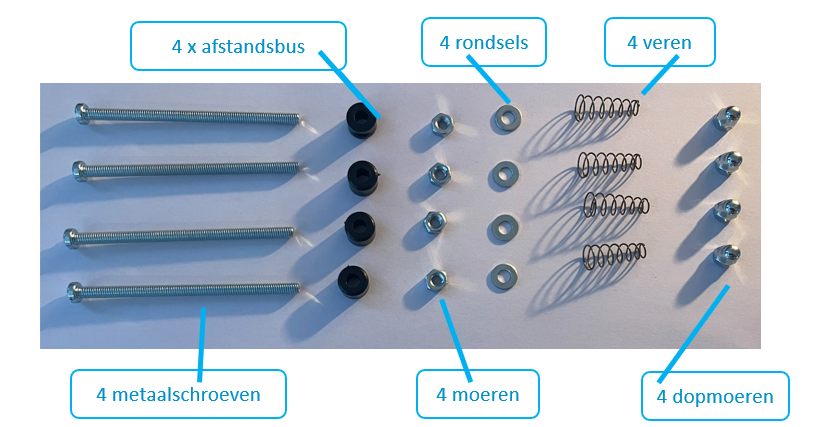 4 x afstandsbus
4 rondsels
4 veren
4 metaalschroeven
4 moeren
4 dopmoeren